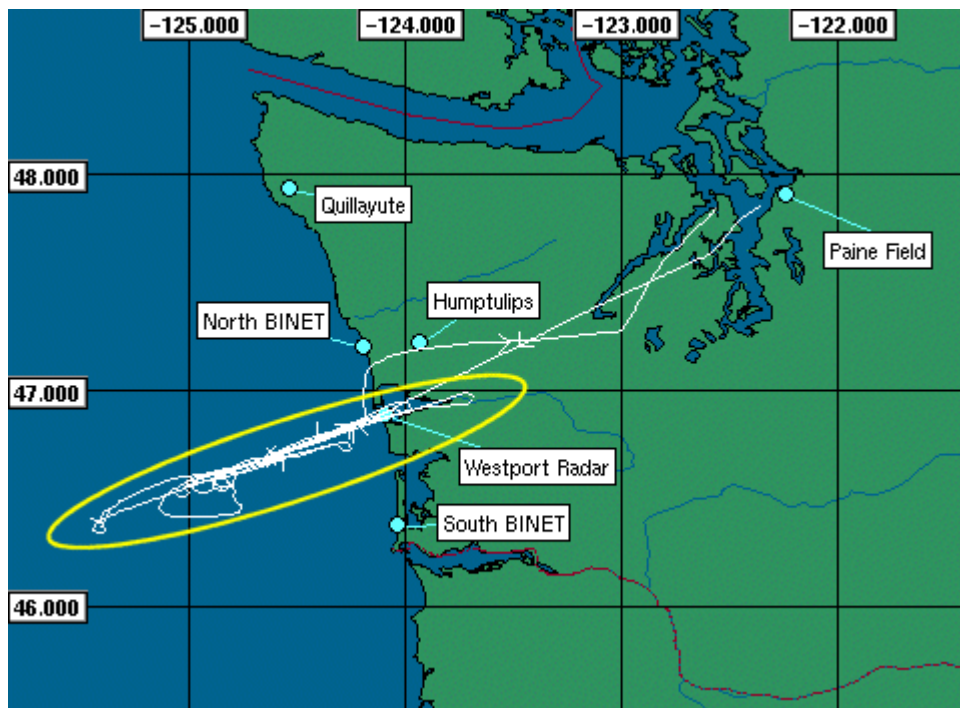 −125.000
−124.000
−123.000
−122.000
48.000
Quillayute
Paine Field
Humptulips
North BINET
47.000
Westport Radar
South BINET
46.000